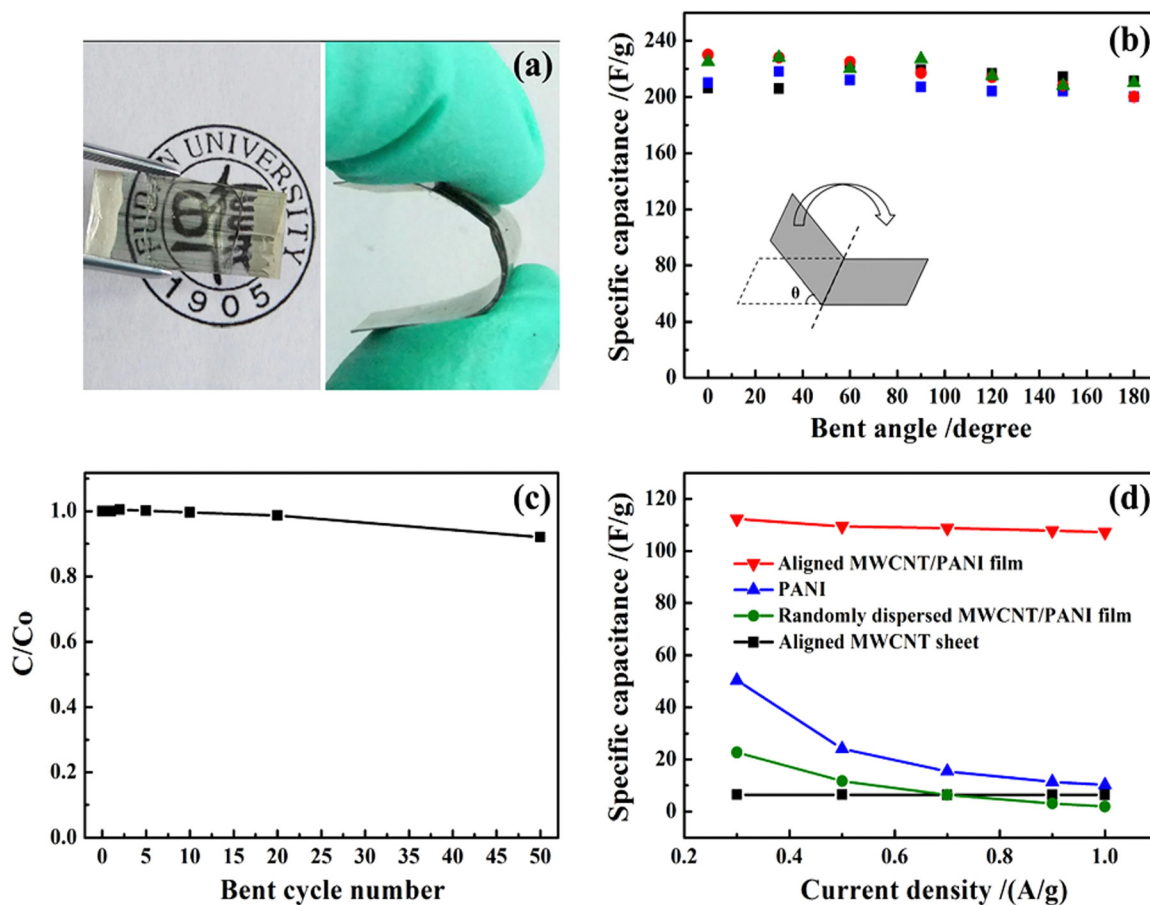 (a)
FUDAN UNIVERSITY
1905
(b)
Specific capacitance /(F/g)
240
200
160
120
80
40
0
θ
0 20 40 60 80 100 120 140 160 180
Bent angle /degree
(c)
C/Co
1.0
0.8
0.6
0.4
0.2
0.0
0 5 10 15 20 25 30 35 40 45 50
Bent cycle number
(d)
Specific capacitance /(F/g)
120
100
80
60
40
20
0
Aligned MWCNT/PANI film
PANI
Randomly dispersed MWCNT/PANI film
Aligned MWCNT sheet
0.2 0.4 0.6 0.8 1.0
Current density /(A/g)